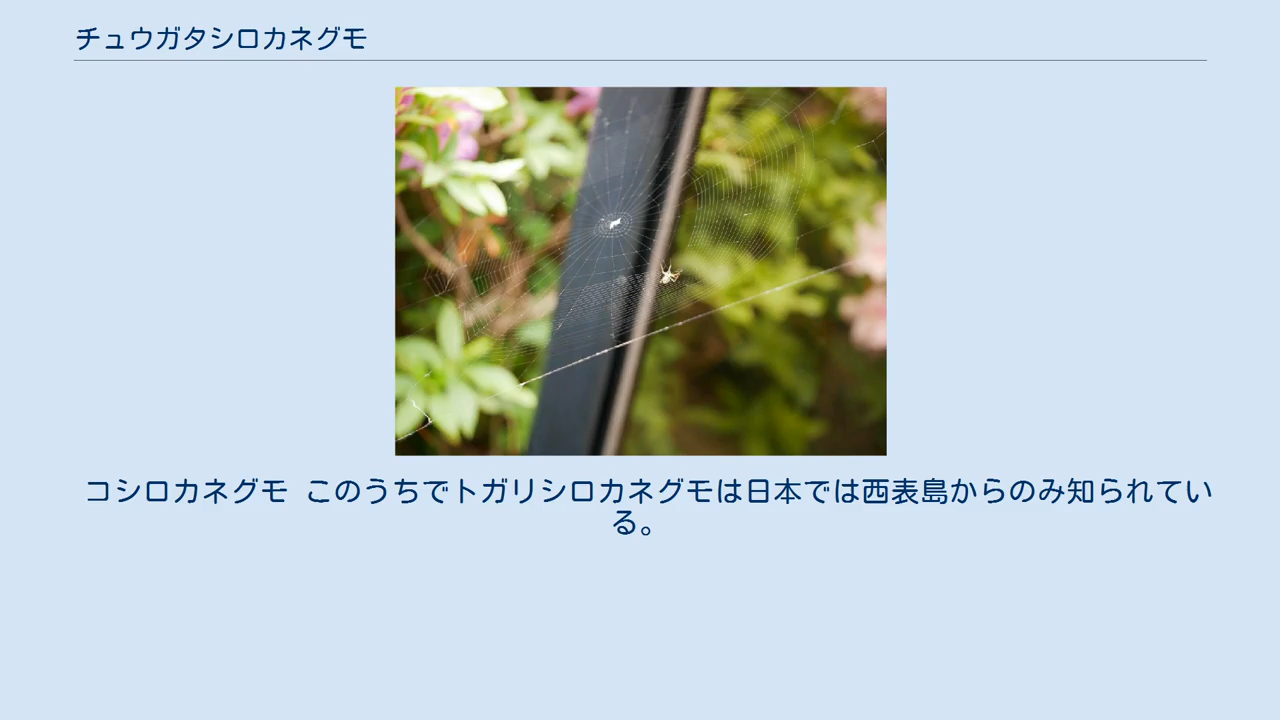 チュウガタシロカネグモ
コシロカネグモ このうちでトガリシロカネグモは日本では西表島からのみ知られてい
る。